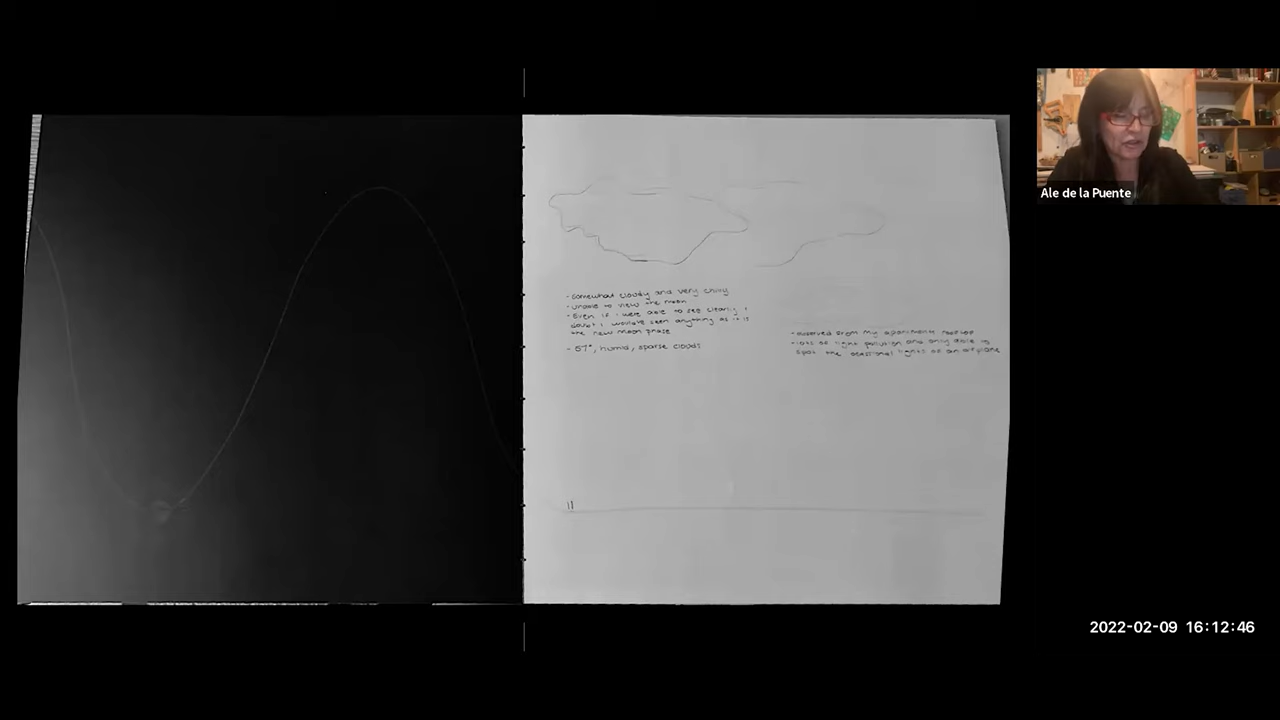 Ale de la Puente
- somewhat cloudy and very chilly
- unable to view the moon
- Even if i were able to see clearly i
doubt i would've seen anything as it is
the new moon phase
- 57°, humid, sparse clouds
- observed from my apartment rooftop
- lots of light pollution and only able to
spot the ocassional lights of an airplane
11
2022-02-09 16:12:46